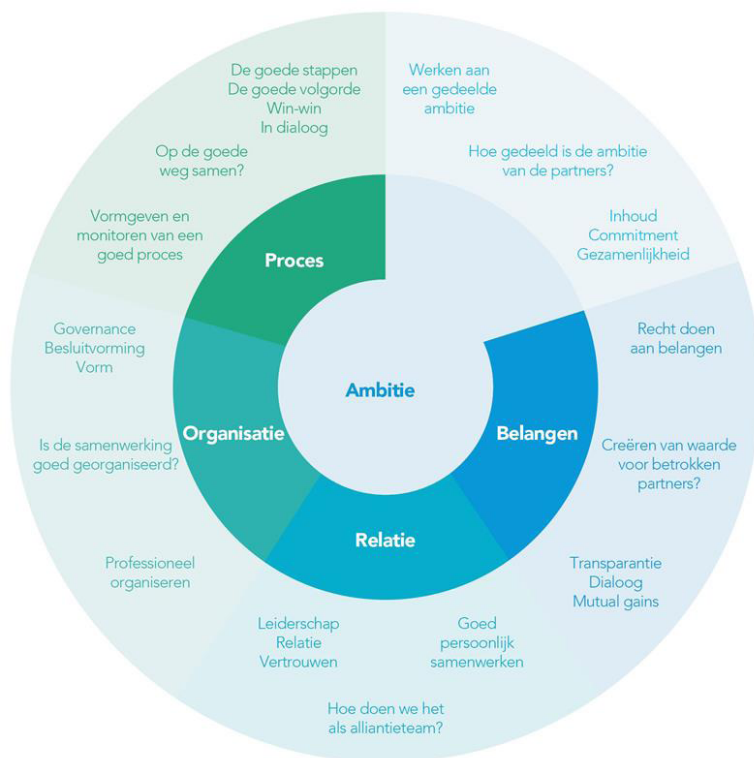 De goede stappen
De goede volgorde
Win-win
In dialoog
Op de goede
weg samen?
Vormgeven en
monitoren van een
goed proces
Proces
Werken aan
een gedeelde
ambitie
Hoe gedeeld is de ambitie
van de partners?
Inhoud
Commitment
Gezamenlijkheid
Ambitie
Recht doen
aan belangen
Creëren van waarde
voor betrokken
partners?
Transparantie
Dialoog
Mutual gains
Belangen
Relatie
Goed
persoonlijk
samenwerken
Hoe doen we het
als alliantieteam?
Leiderschap
Relatie
Vertrouwen
Organisatie
Governance
Besluitvorming
Vorm
Is de samenwerking
goed georganiseerd?
Professioneel
organiseren